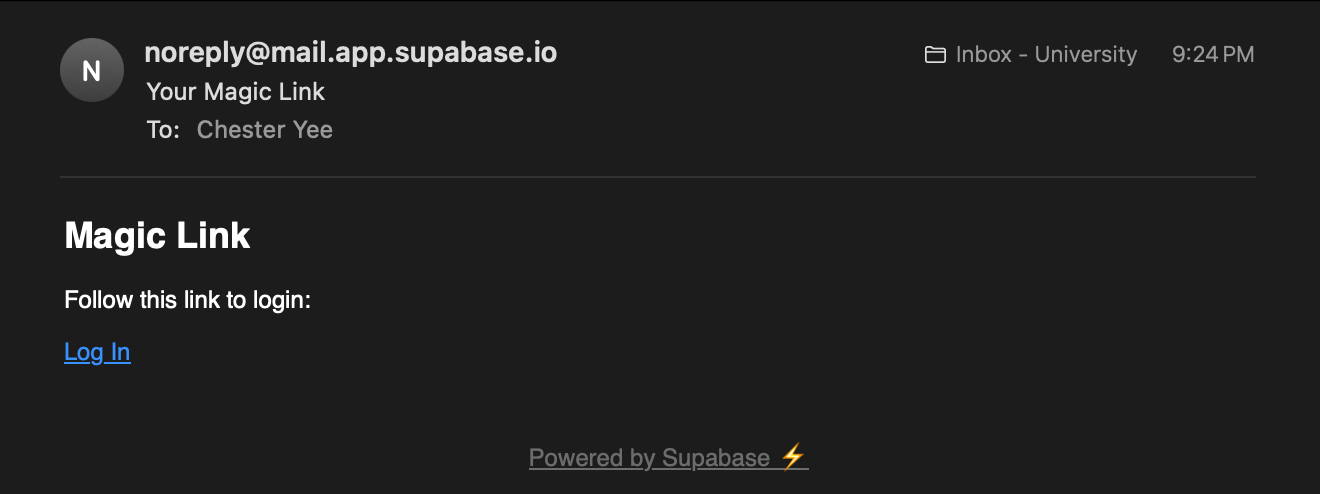 N
noreply@mail.app.supabase.io
Inbox - University
9:24 PM
Your Magic Link
To: Chester Yee
Magic Link
Follow this link to login:
Log In
Powered by Supabase ⚡